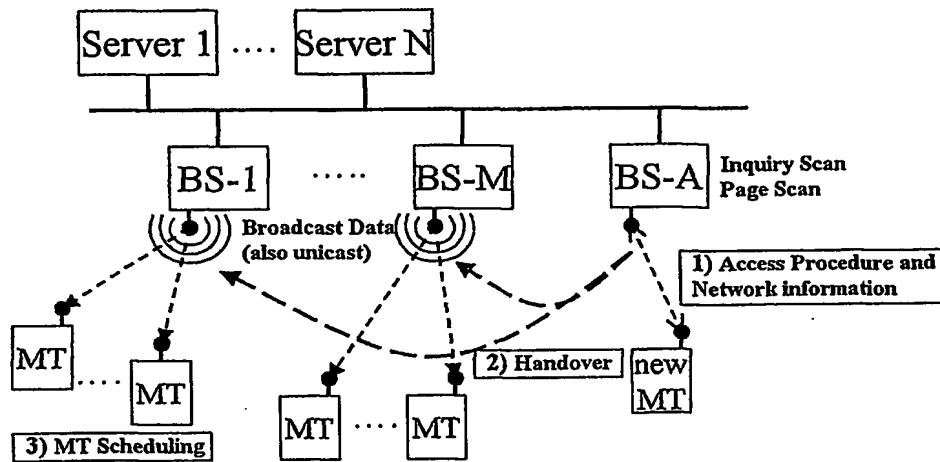 Server 1 ..... Server N
BS-1 ..... BS-M BS-A
Inquiry Scan
Page Scan
Broadcast Data
(also unicast)
1) Access Procedure and
Network information
2) Handover
MT ..... MT
MT ..... MT
new
MT
3) MT Scheduling